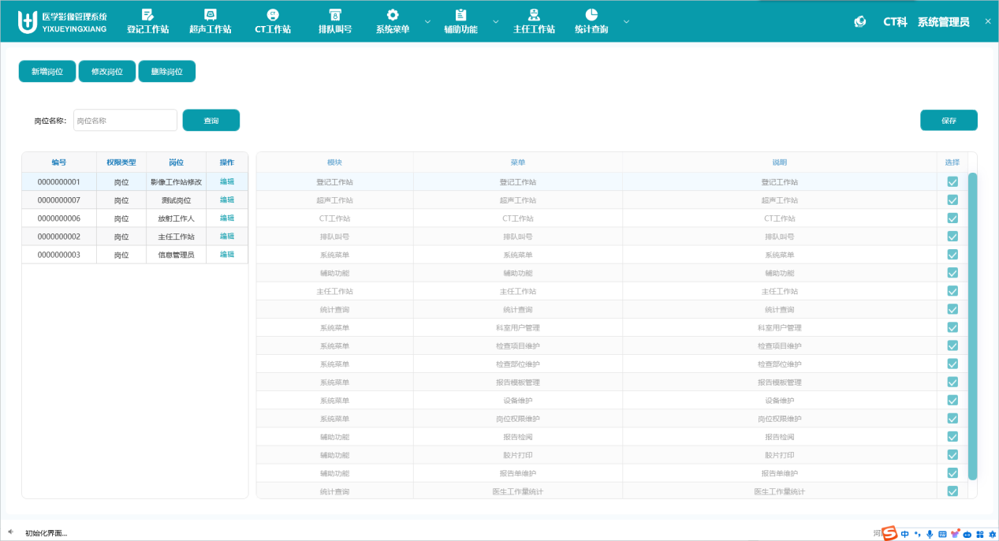 医学影像管理系统
YIXUEYINGXIANG
登记工作站 超声工作站 CT工作站 排队叫号 系统菜单 辅助功能 主任工作站 统计查询
CT科 系统管理员
新增岗位 修改岗位 删除岗位
岗位名称: 岗位名称 查询 保存
编号 权限类型 岗位 操作
0000000001 岗位 影像工作站修改 编辑
0000000007 岗位 测试岗位 编辑
0000000006 岗位 放射工作人 编辑
0000000002 岗位 主任工作站 编辑
0000000003 岗位 信息管理员 编辑
模块 菜单 说明 选择
登记工作站 登记工作站 登记工作站
超声工作站 超声工作站 超声工作站
CT工作站 CT工作站 CT工作站
排队叫号 排队叫号 排队叫号
系统菜单 系统菜单 系统菜单
辅助功能 辅助功能 辅助功能
主任工作站 主任工作站 主任工作站
统计查询 统计查询 统计查询
系统菜单 科室用户管理 科室用户管理
系统菜单 检查项目维护 检查项目维护
系统菜单 检查部位维护 检查部位维护
系统菜单 报告模板管理 报告模板管理
系统菜单 设备维护 设备维护
系统菜单 岗位权限维护 岗位权限维护
辅助功能 报告检阅 报告检阅
辅助功能 胶片打印 胶片打印
辅助功能 报告单维护 报告单维护
统计查询 医生工作量统计 医生工作量统计
初始化界面...
河
中